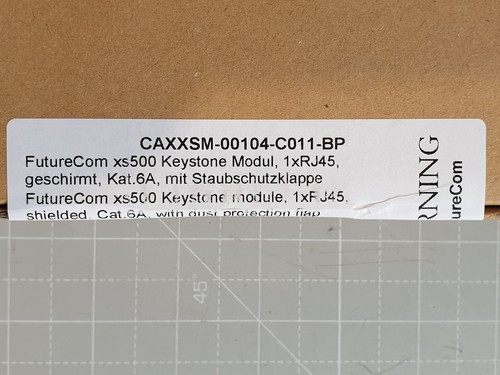 CAXXSM-00104-C011-BP
FutureCom xs500 Keystone Modul, 1xRJ45,
geschirmt, Kat.6A, mit Staubschutzklappe
FutureCom xs500 Keystone module, 1xRJ45,
shielded, Cat.6A, with dust protection flap
RNING
ureCom
45°